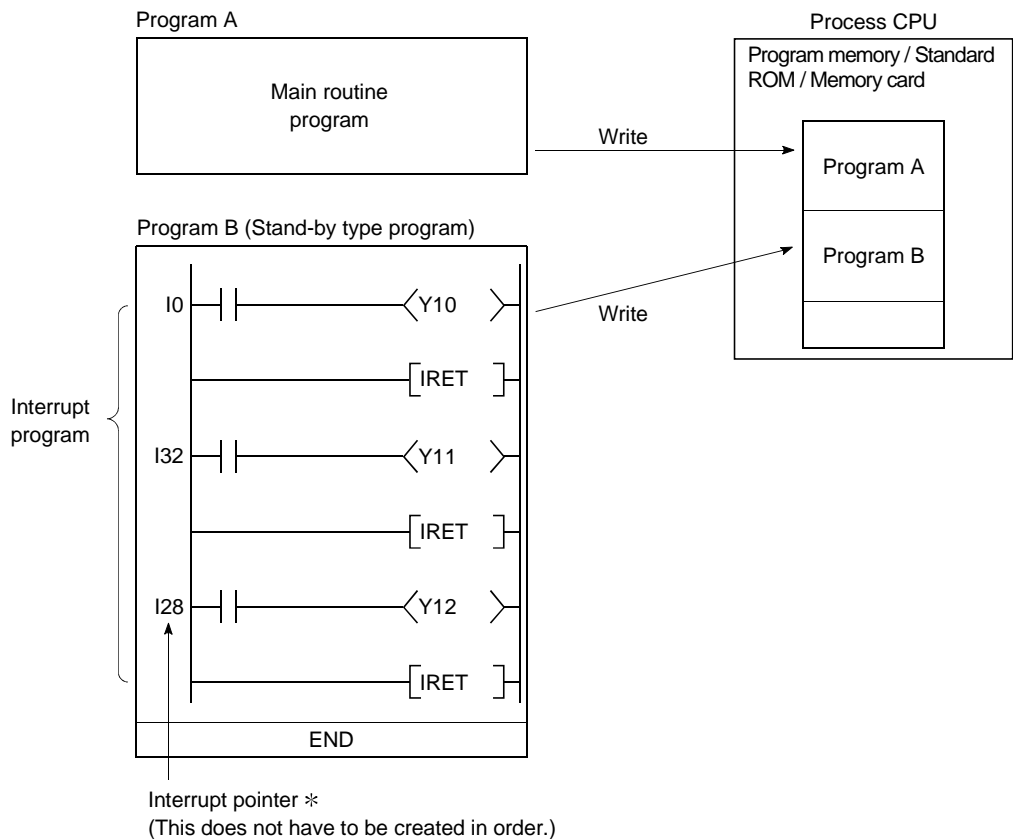 Program A
Main routine
program
Process CPU
Program memory / Standard
ROM / Memory card
Write
Program A
Program B
Write
Program B (Stand-by type program)
I0
Y10
IRET
Interrupt
program
I32
Y11
IRET
I28
Y12
IRET
END
Interrupt pointer ∗
(This does not have to be created in order.)